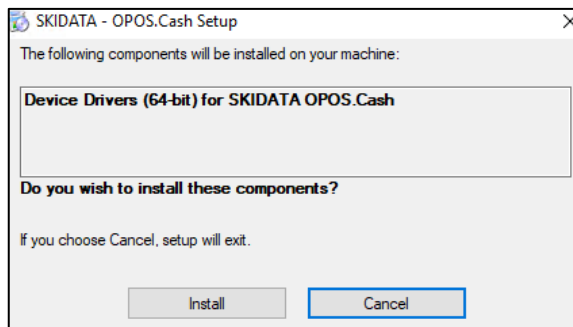 SKIDATA - OPOS.Cash Setup
The following components will be installed on your machine:
Device Drivers (64-bit) for SKIDATA OPOS.Cash
Do you wish to install these components?
If you choose Cancel, setup will exit.
Install Cancel